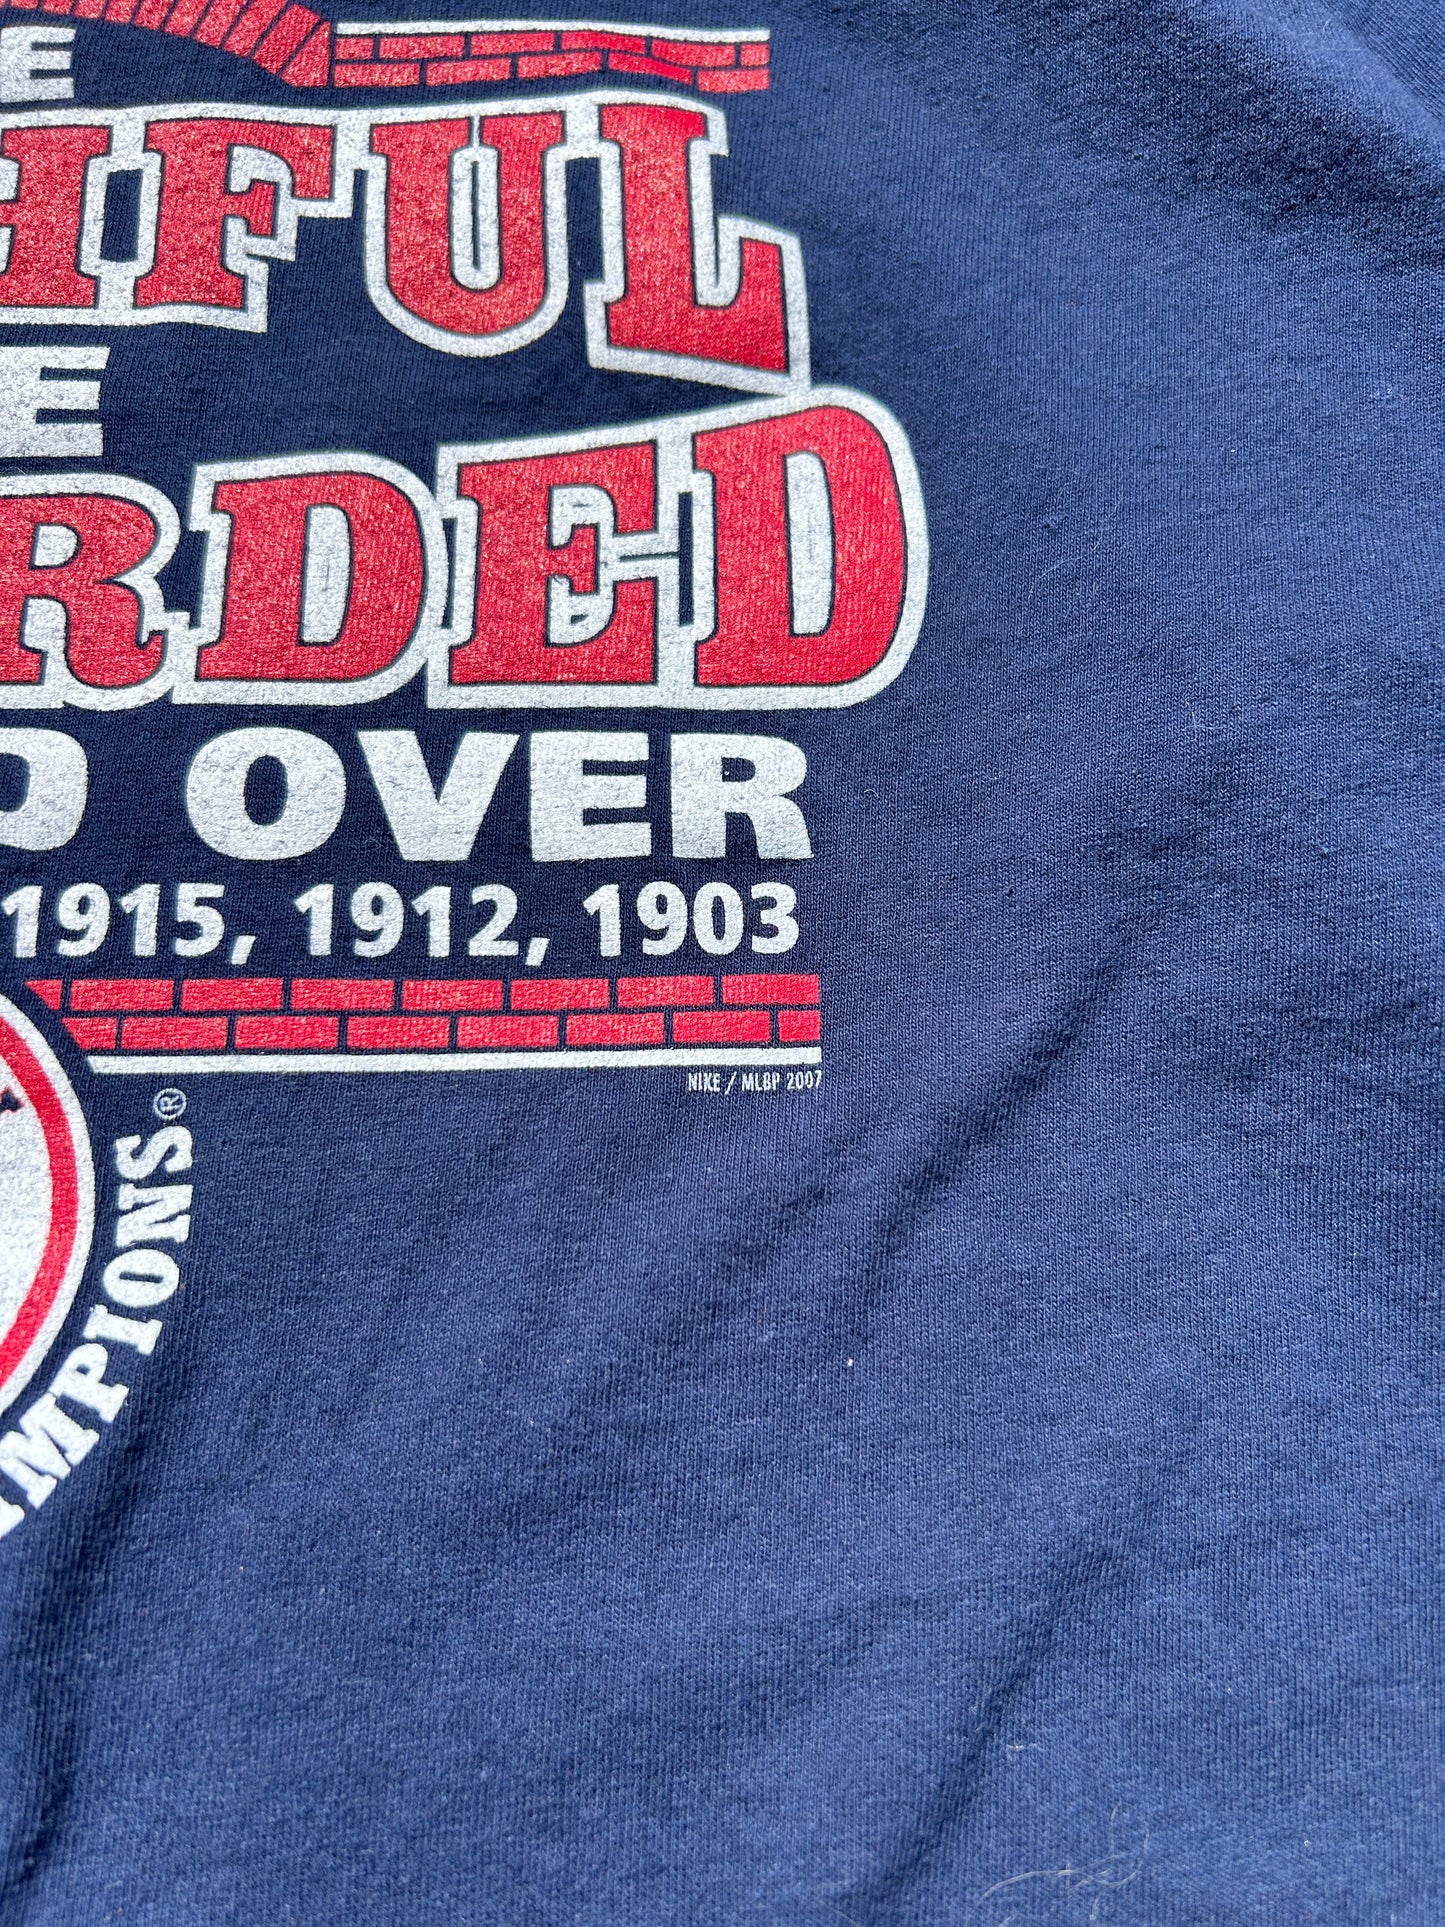 E
HFUL
E
RDED
D OVER
1915, 1912, 1903
NIKE / MLBP 2007
MPIONS®